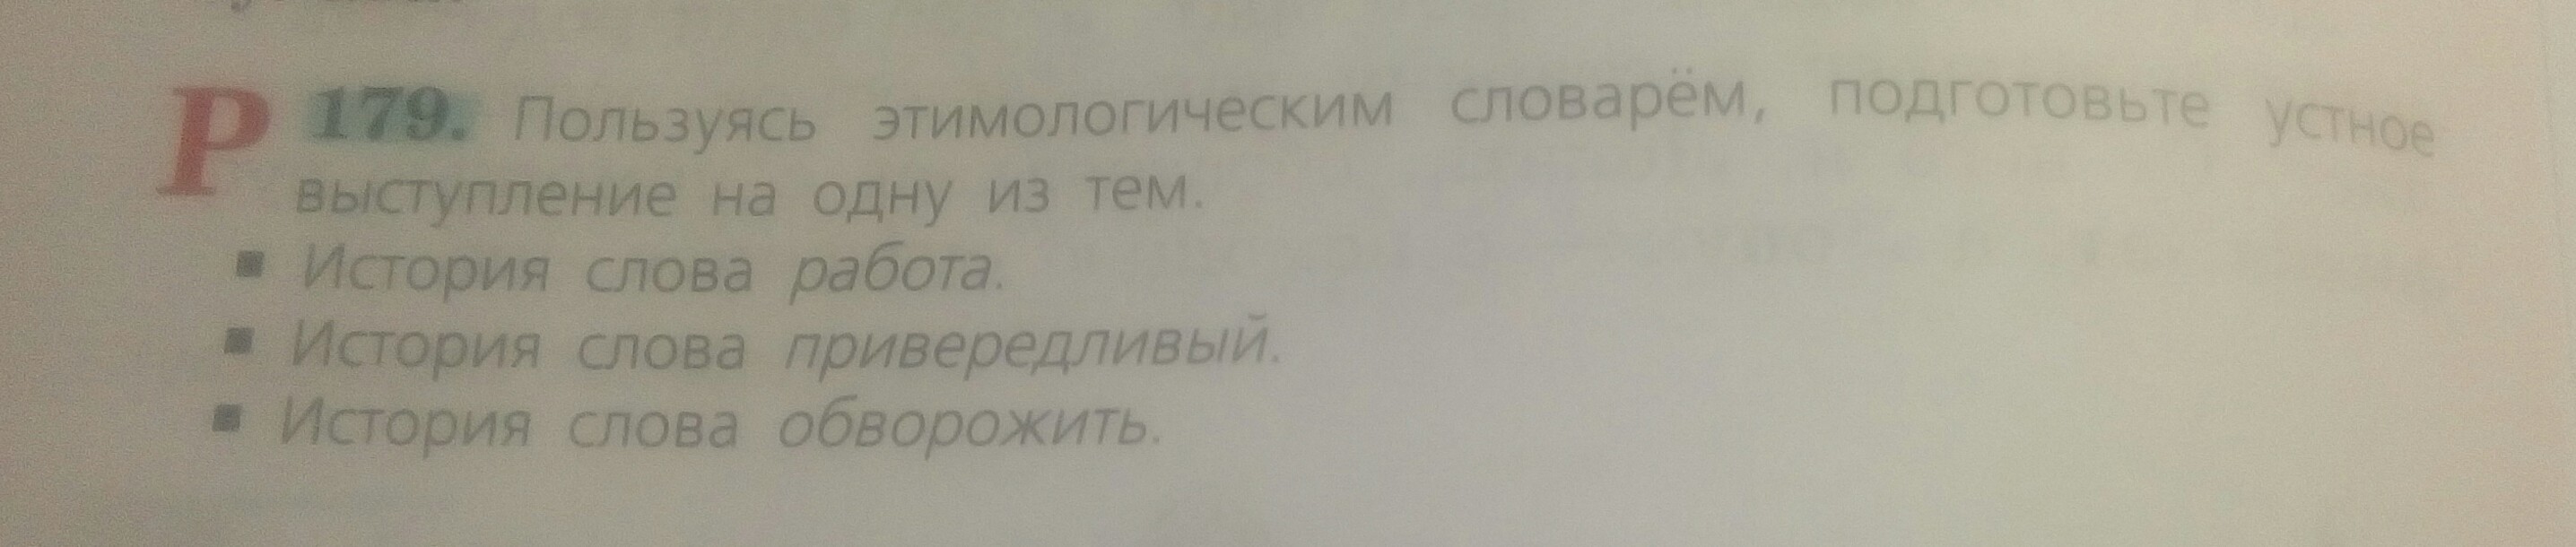 Р 179. Пользуясь этимологическим словарём, подготовьте устное
выступление на одну из тем.
▪ История слова работа.
▪ История слова привередливый.
▪ История слова обворожить.